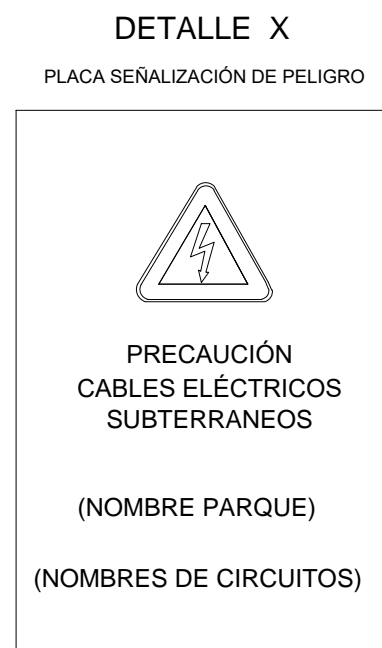 DETALLE X
PLACA SEÑALIZACIÓN DE PELIGRO
PRECAUCIÓN
CABLES ELÉCTRICOS
SUBTERRANEOS
(NOMBRE PARQUE)
(NOMBRES DE CIRCUITOS)